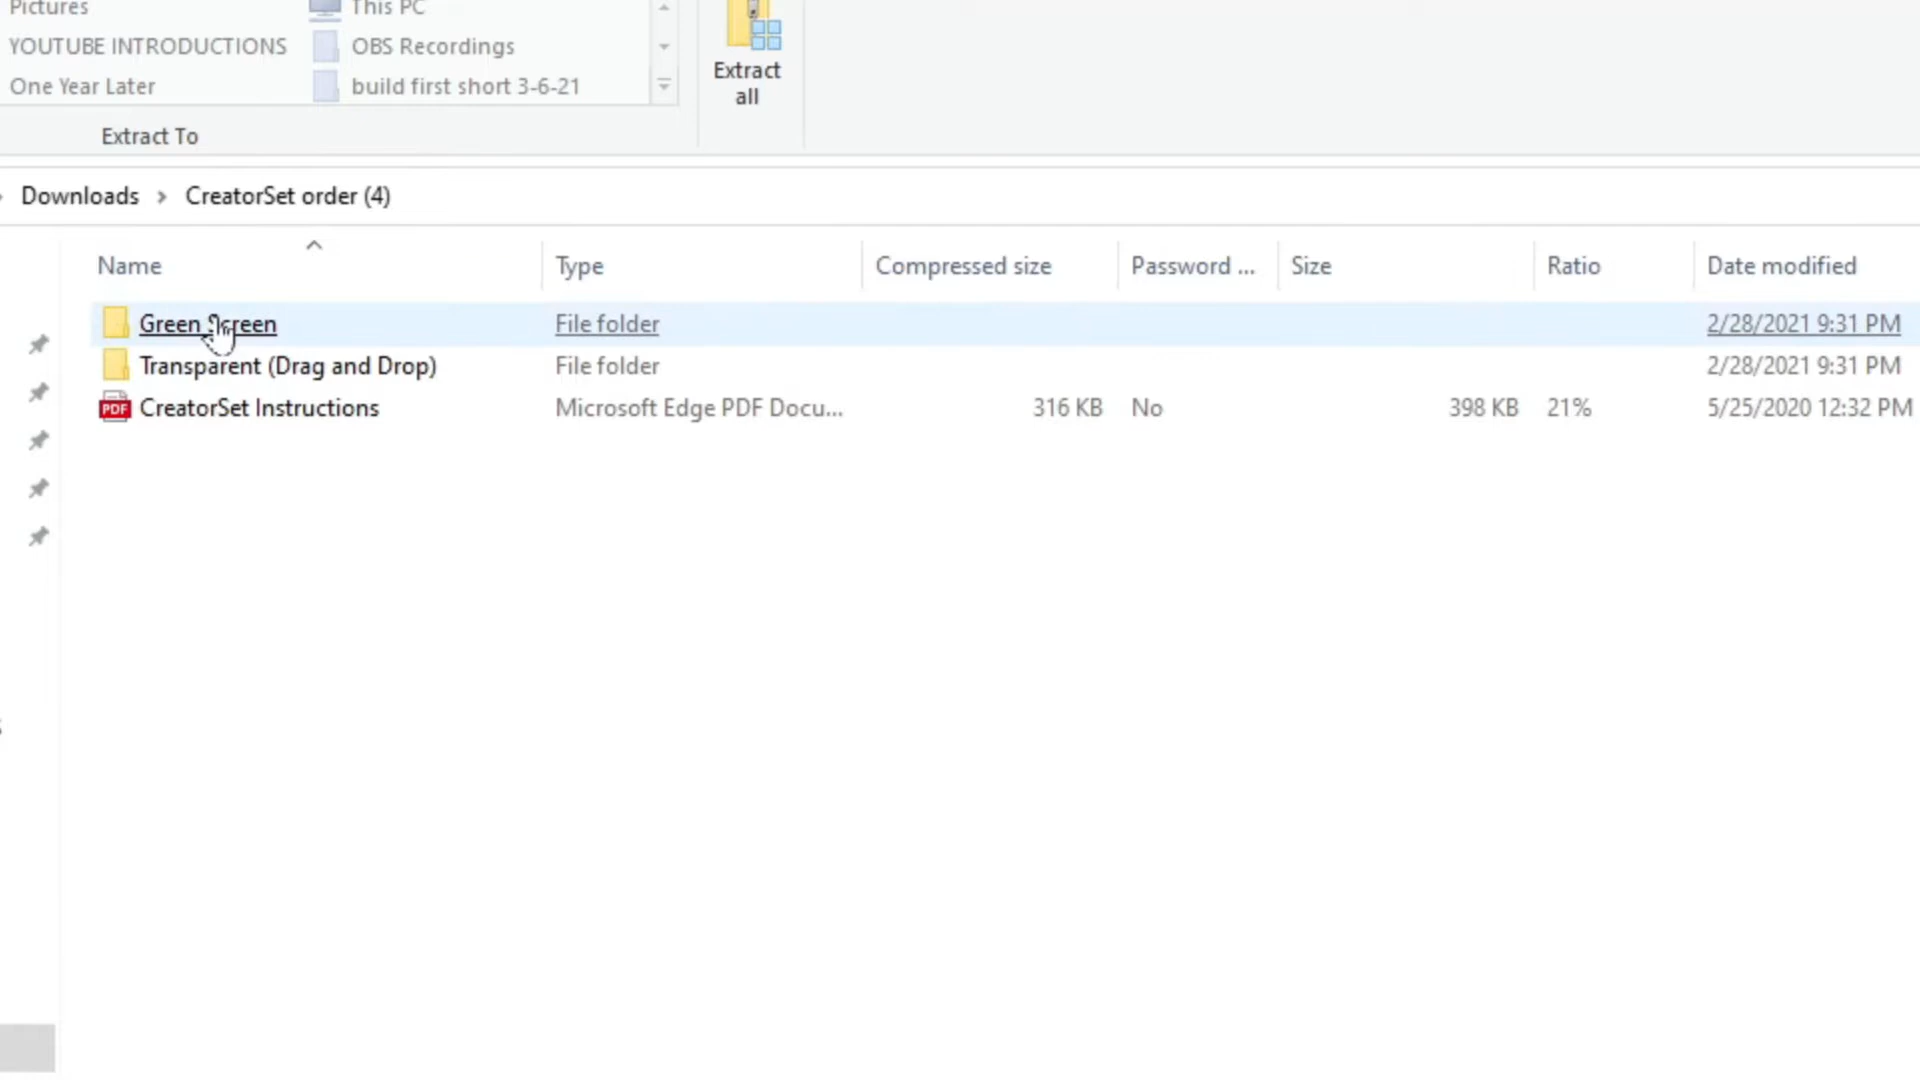 Pictures This PC
YOUTUBE INTRODUCTIONS OBS Recordings
One Year Later build first short 3-6-21
Extract all
Extract To
Downloads > CreatorSet order (4)
Name Type Compressed size Password ... Size Ratio Date modified
Green Screen File folder 2/28/2021 9:31 PM
Transparent (Drag and Drop) File folder 2/28/2021 9:31 PM
PDF CreatorSet Instructions Microsoft Edge PDF Docu... 316 KB No 398 KB 21% 5/25/2020 12:32 PM